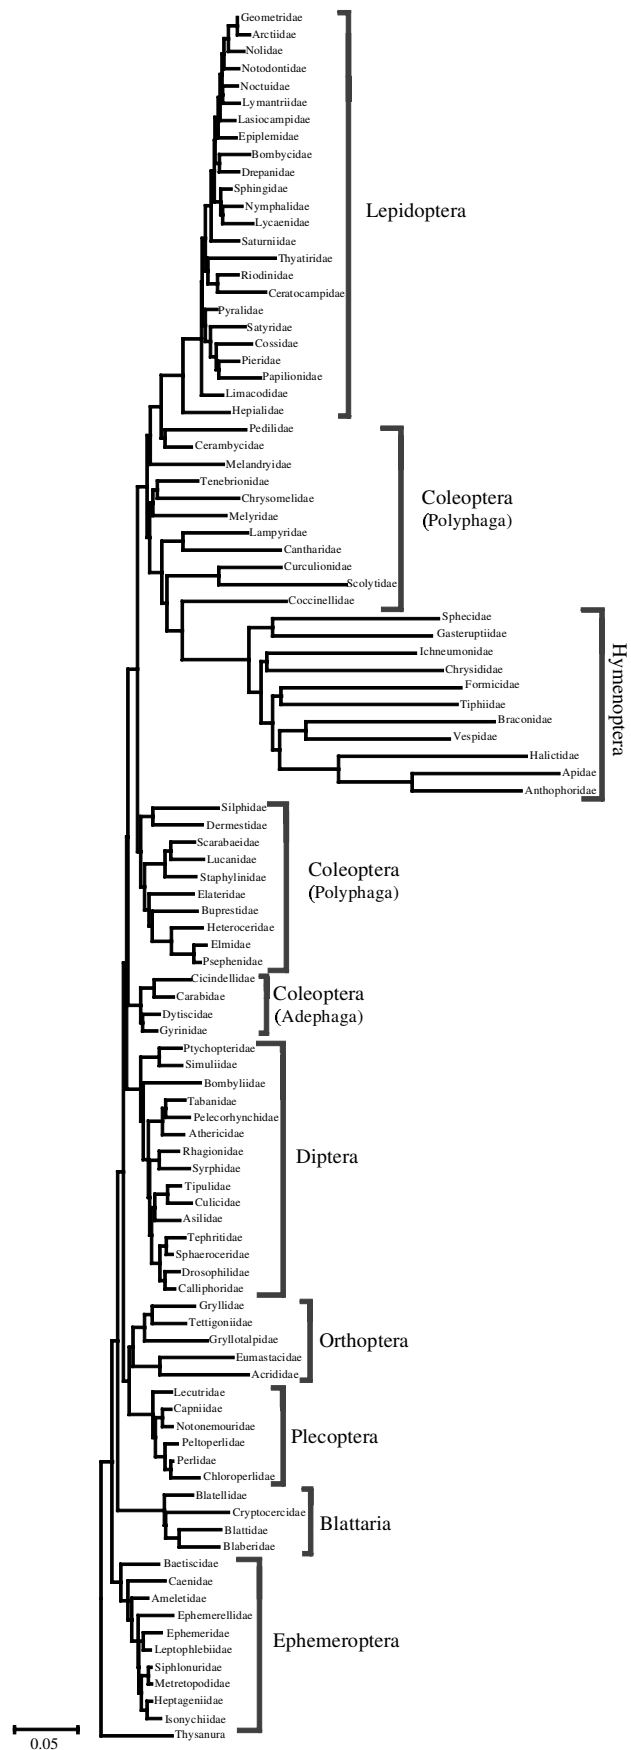 Geometridae
Arctiidae
Nolidae
Notodontidae
Noctuidae
Lymantriidae
Lasiocampidae
Epiplemidae
Bombycidae
Drepanidae
Sphingidae
Nymphalidae
Lycaenidae
Saturniidae
Thyatiridae
Riodinidae
Ceratocampidae
Pyralidae
Satyridae
Cossidae
Pieridae
Papilionidae
Limacodidae
Hepialidae
Lepidoptera
Pedilidae
Cerambycidae
Melandryidae
Tenebrionidae
Chrysomelidae
Melyridae
Lampyridae
Cantharidae
Curculionidae
Scolytidae
Coccinellidae
Coleoptera
(Polyphaga)
Sphecidae
Gasteruptiidae
Ichneumonidae
Chrysididae
Formicidae
Tiphiidae
Braconidae
Vespidae
Halictidae
Apidae
Anthophoridae
Hymenoptera
Silphidae
Dermestidae
Scarabaeidae
Lucanidae
Staphylinidae
Elateridae
Buprestidae
Heteroceridae
Elmidae
Psephenidae
Coleoptera
(Polyphaga)
Cicindellidae
Carabidae
Dytiscidae
Gyrinidae
Coleoptera
(Adephaga)
Ptychopteridae
Simuliidae
Bombyliidae
Tabanidae
Pelecorhynchidae
Athericidae
Rhagionidae
Syrphidae
Tipulidae
Culicidae
Asilidae
Tephritidae
Sphaeroceridae
Drosophilidae
Calliphoridae
Diptera
Gryllidae
Tettigoniidae
Gryllotalpidae
Eumastacidae
Acrididae
Orthoptera
Lecutridae
Capniidae
Notonemouridae
Peltoperlidae
Perlidae
Chloroperlidae
Plecoptera
Blatellidae
Cryptocercidae
Blattidae
Blaberidae
Blattaria
Baetiscidae
Caenidae
Ameletidae
Ephemerellidae
Ephemeridae
Leptophlebiidae
Siphlonuridae
Metretopodidae
Heptageniidae
Isonychiidae
Ephemeroptera
Thysanura
0.05